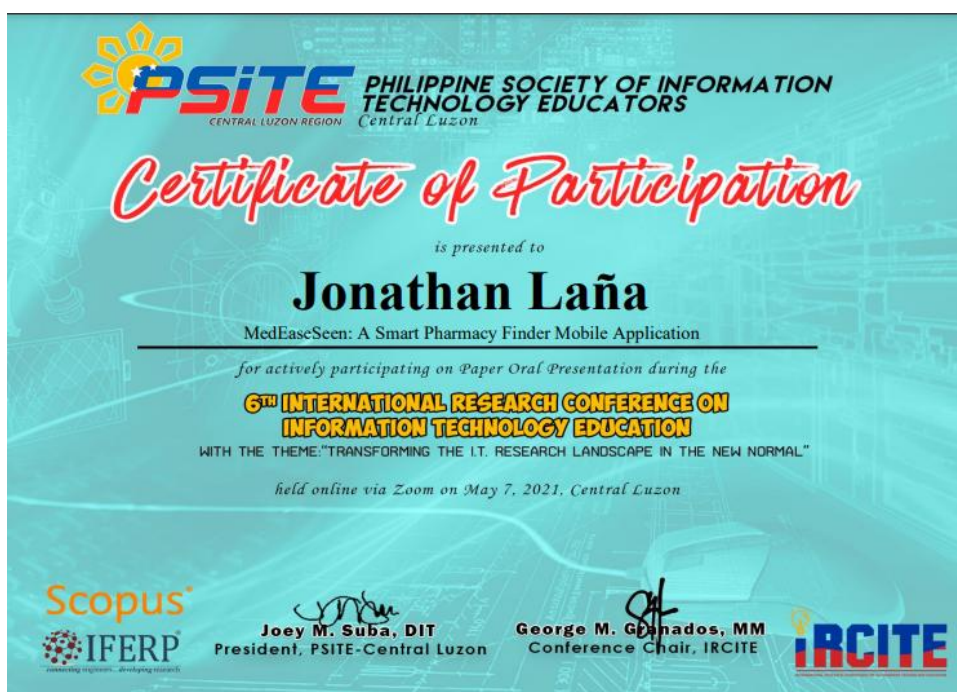 PSiTE
CENTRAL LUZON REGION
PHILIPPINE SOCIETY OF INFORMATION
TECHNOLOGY EDUCATORS
Central Luzon
Certificate of Participation
is presented to
Jonathan Laña
MedEaseSeen: A Smart Pharmacy Finder Mobile Application
for actively participating on Paper Oral Presentation during the
6TH INTERNATIONAL RESEARCH CONFERENCE ON
INFORMATION TECHNOLOGY EDUCATION
WITH THE THEME:"TRANSFORMING THE I.T. RESEARCH LANDSCAPE IN THE NEW NORMAL"
held online via Zoom on May 7, 2021, Central Luzon
Scopus®
IFERP
connecting engineers...developing research
Joey M. Suba, DIT
President, PSITE-Central Luzon
George M. Granados, MM
Conference Chair, IRCITE
iRCITE